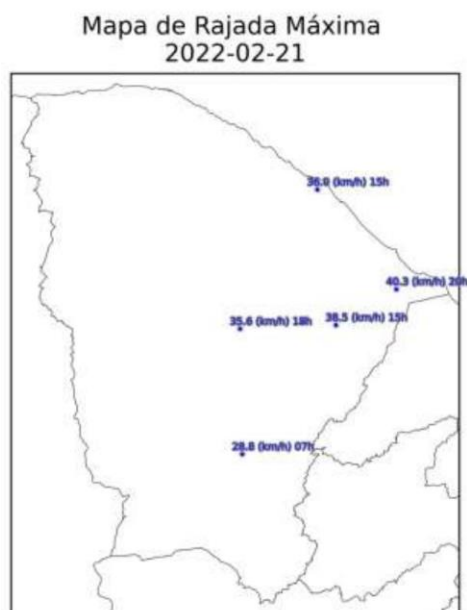 Mapa de Rajada Máxima
2022-02-21
36.9 (km/h) 15h
40.3 (km/h) 20h
35.6 (km/h) 18h
38.5 (km/h) 15h
28.8 (km/h) 07h